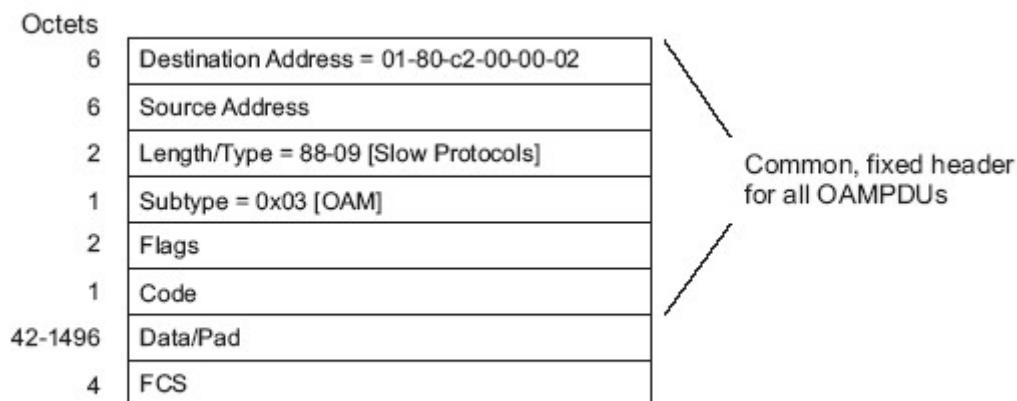 Octets
6 Destination Address = 01-80-c2-00-00-02
6 Source Address
2 Length/Type = 88-09 [Slow Protocols]
1 Subtype = 0x03 [OAM]
2 Flags
1 Code
42-1496 Data/Pad
4 FCS
Common, fixed header
for all OAMPDUs